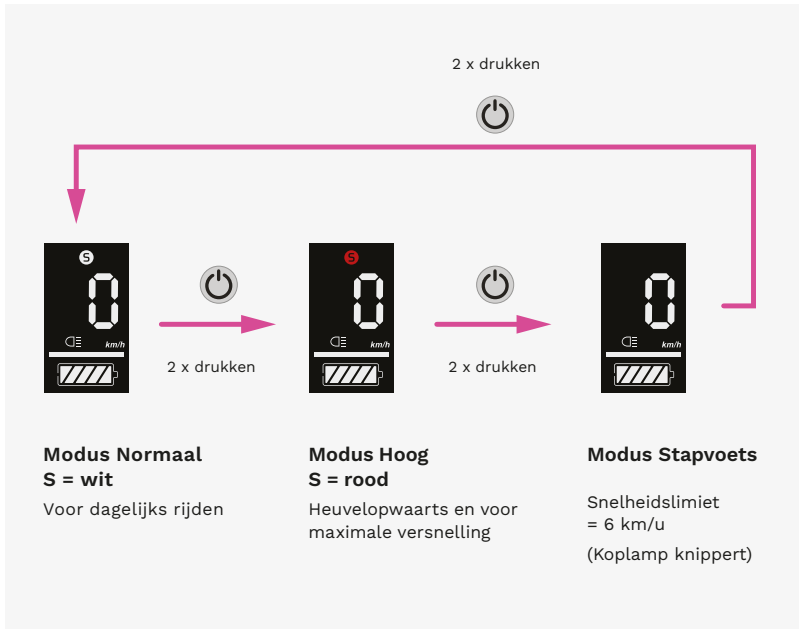 2 x drukken
S
0
km/h
2 x drukken
S
0
km/h
2 x drukken
0
km/h
Modus Normaal
S = wit
Voor dagelijks rijden
Modus Hoog
S = rood
Heuvelopwaarts en voor
maximale versnelling
Modus Stapvoets
Snelheidslimiet
= 6 km/u
(Koplamp knippert)